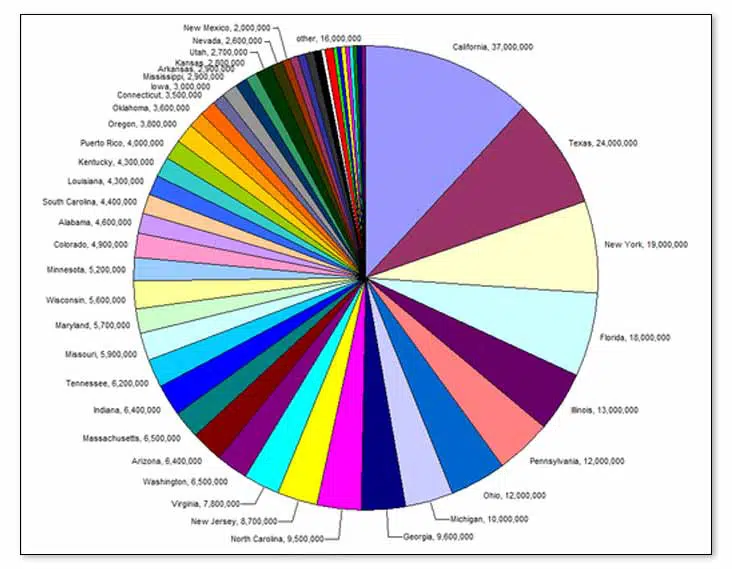 New Mexico, 2,000,000
Nevada, 2,600,000
other, 16,000,000
California, 37,000,000
Utah, 2,700,000
Kansas, 2,800,000
Arkansas, 2,900,000
Mississippi, 2,900,000
Iowa, 3,000,000
Connecticut, 3,500,000
Oklahoma, 3,600,000
Oregon, 3,800,000
Texas, 24,000,000
Puerto Rico, 4,000,000
Kentucky, 4,300,000
Louisiana, 4,300,000
South Carolina, 4,400,000
Alabama, 4,600,000
Colorado, 4,900,000
New York, 19,000,000
Minnesota, 5,200,000
Wisconsin, 5,600,000
Maryland, 5,700,000
Florida, 18,000,000
Missouri, 5,900,000
Tennessee, 6,200,000
Indiana, 6,400,000
Illinois, 13,000,000
Massachusetts, 6,500,000
Arizona, 6,400,000
Pennsylvania, 12,000,000
Washington, 6,500,000
Ohio, 12,000,000
Virginia, 7,800,000
New Jersey, 8,700,000
Michigan, 10,000,000
North Carolina, 9,500,000
Georgia, 9,600,000